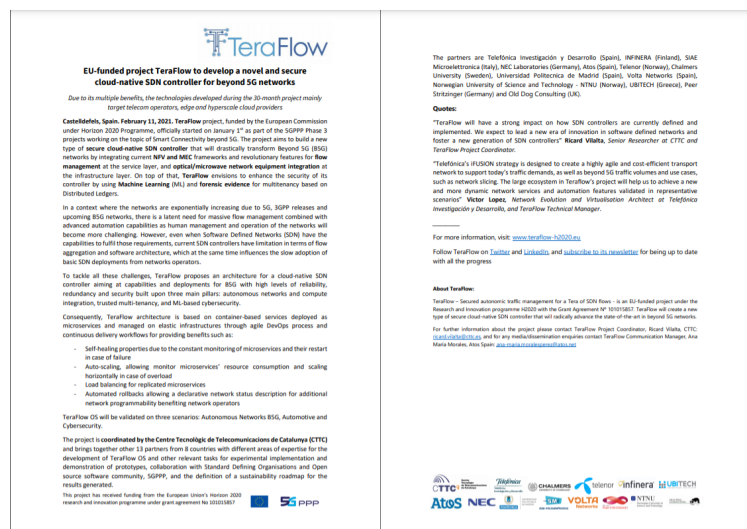 TeraFlow
EU-funded project TeraFlow to develop a novel and secure
cloud-native SDN controller for beyond 5G networks
Due to its multiple benefits, the technologies developed during the 30-month project mainly
target telecom operators, edge and hyperscale cloud providers
Castelldefels, Spain. February 11, 2021. TeraFlow project, funded by the European Commission
under Horizon 2020 Programme, officially started on January 1st as part of the 5GPPP Phase 3
projects working on the topic of Smart Connectivity beyond 5G. The project aims to build a new
type of secure cloud-native SDN controller that will drastically transform Beyond 5G (B5G)
networks by integrating current NFV and MEC frameworks and revolutionary features for flow
management at the service layer, and optical/microwave network equipment integration at
the infrastructure layer. On top of that, TeraFlow envisions to enhance the security of its
controller by using Machine Learning (ML) and forensic evidence for multitenancy based on
Distributed Ledgers.
In a context where the networks are exponentially increasing due to 5G, 3GPP releases and
upcoming B5G networks, there is a latent need for massive flow management combined with
advanced automation capabilities as human management and operation of the networks will
become more challenging. However, even when Software Defined Networks (SDN) have the
capabilities to fulfil those requirements, current SDN controllers have limitation in terms of flow
aggregation and software architecture, which at the same time influences the slow adoption of
basic SDN deployments from networks operators.
To tackle all these challenges, TeraFlow proposes an architecture for a cloud-native SDN
controller aiming at capabilities and deployments for B5G with high levels of reliability,
redundancy and security built upon three main pillars: autonomous networks and compute
integration, trusted multi-tenancy, and ML-based cybersecurity.
Consequently, TeraFlow architecture is based on container-based services deployed as
microservices and managed on elastic infrastructures through agile DevOps process and
continuous delivery workflows for providing benefits such as:
- Self-healing properties due to the constant monitoring of microservices and their restart
in case of failure
- Auto-scaling, allowing monitor microservices' resource consumption and scaling
horizontally in case of overload
- Load balancing for replicated microservices
- Automated rollbacks allowing a declarative network status description for additional
network programmability benefiting network operators
TeraFlow OS will be validated on three scenarios: Autonomous Networks B5G, Automotive and
Cybersecurity.
The project is coordinated by the Centre Tecnològic de Telecomunicacions de Catalunya (CTTC)
and brings together other 13 partners from 8 countries with different areas of expertise for the
development of TeraFlow OS and other relevant tasks for experimental implementation and
demonstration of prototypes, collaboration with Standard Defining Organisations and Open
source software community, 5GPPP, and the definition of a sustainability roadmap for the
results generated.
This project has received funding from the European Union's Horizon 2020
research and innovation programme under grant agreement No 101015857
5G PPP
The partners are Telefónica Investigación y Desarrollo (Spain), INFINERA (Finland), SIAE
Microelettronica (Italy), NEC Laboratories (Germany), Atos (Spain), Telenor (Norway), Chalmers
University (Sweden), Universidad Politecnica de Madrid (Spain), Volta Networks (Spain),
Norwegian University of Science and Technology - NTNU (Norway), UBITECH (Greece), Peer
Stritzinger (Germany) and Old Dog Consulting (UK).
Quotes:
"TeraFlow will have a strong impact on how SDN controllers are currently defined and
implemented. We expect to lead a new era of innovation in software defined networks and
foster a new generation of SDN controllers" Ricard Vilalta, Senior Researcher at CTTC and
TeraFlow Project Coordinator.
"Telefónica's iFUSION strategy is designed to create a highly agile and cost-efficient transport
network to support today's traffic demands, as well as beyond 5G traffic volumes and use cases,
such as network slicing. The large ecosystem in Teraflow's project will help us to achieve a new
and more dynamic network services and automation features validated in representative
scenarios" Victor Lopez, Network Evolution and Virtualisation Architect at Telefónica
Investigación y Desarrollo, and TeraFlow Technical Manager.
For more information, visit: www.teraflow-h2020.eu
Follow TeraFlow on Twitter and LinkedIn, and subscribe to its newsletter for being up to date
with all the progress
About TeraFlow:
TeraFlow – Secured autonomic traffic management for a Tera of SDN flows - is an EU-funded project under the
Research and Innovation programme H2020 with the Grant Agreement Nº 101015857. TeraFlow will create a new
type of secure cloud-native SDN controller that will radically advance the state-of-the-art in beyond 5G networks.
For further information about the project please contact TeraFlow Project Coordinator, Ricard Vilalta, CTTC:
ricard.vilalta@cttc.es, and for any media/dissemination enquiries contact TeraFlow Communication Manager, Ana
Maria Morales, Atos Spain: ana-maria.moralesperez@atos.net
CTTC Telefónica CHALMERS telenor infinera UBITECH
Atos NEC SIAE VOLTA Networks NTNU